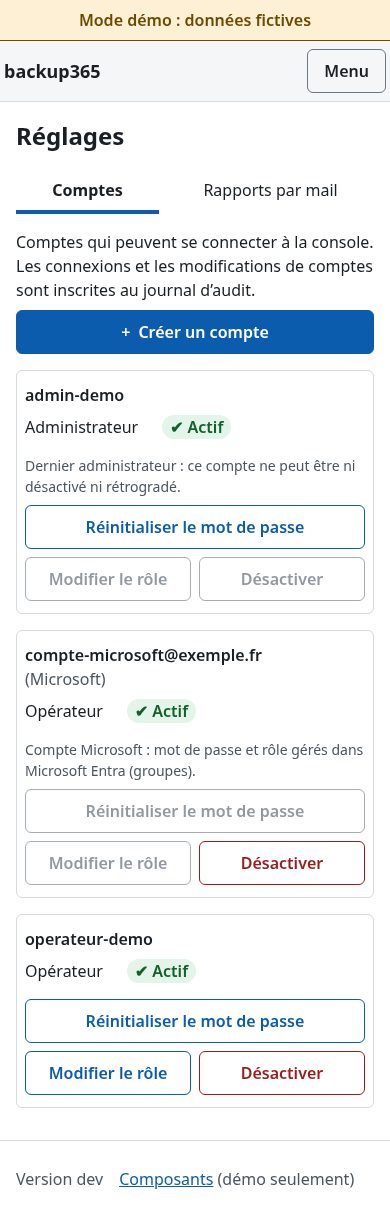 Mode démo : données fictives
backup365
Menu
Réglages
Comptes
Rapports par mail
Comptes qui peuvent se connecter à la console.
Les connexions et les modifications de comptes
sont inscrites au journal d’audit.
+ Créer un compte
admin-demo
Administrateur ✔ Actif
Dernier administrateur : ce compte ne peut être ni
désactivé ni rétrogradé.
Réinitialiser le mot de passe
Modifier le rôle
Désactiver
compte-microsoft@exemple.fr
(Microsoft)
Opérateur ✔ Actif
Compte Microsoft : mot de passe et rôle gérés dans
Microsoft Entra (groupes).
Réinitialiser le mot de passe
Modifier le rôle
Désactiver
operateur-demo
Opérateur ✔ Actif
Réinitialiser le mot de passe
Modifier le rôle
Désactiver
Version dev Composants (démo seulement)